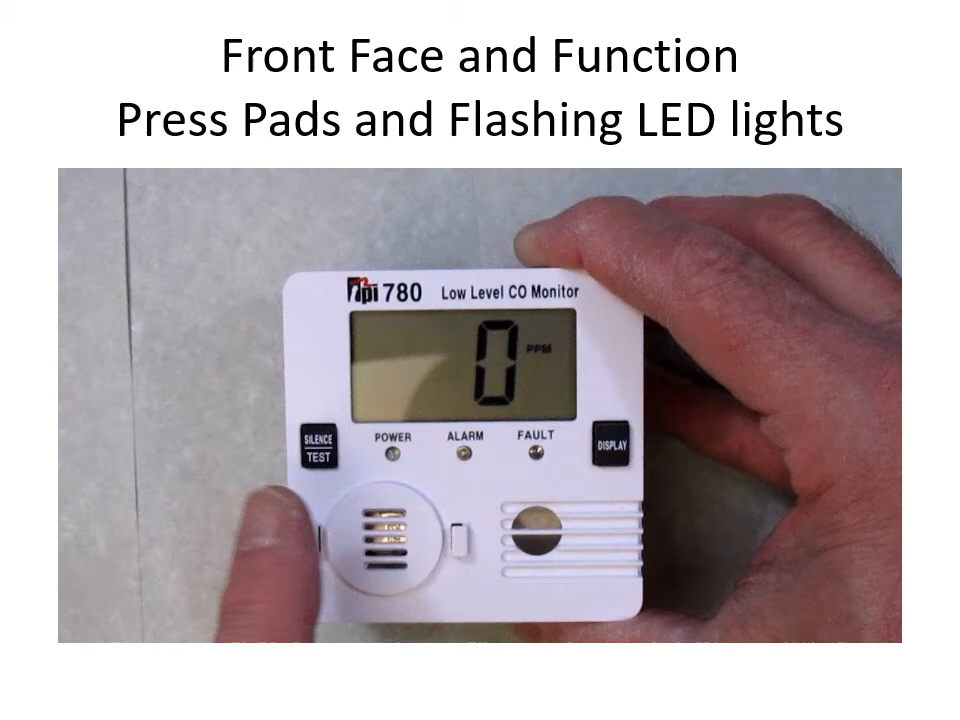 Front Face and Function
Press Pads and Flashing LED lights
tpi 780 Low Level CO Monitor
0 PPM
POWER ALARM FAULT
SILENCE
TEST
DISPLAY